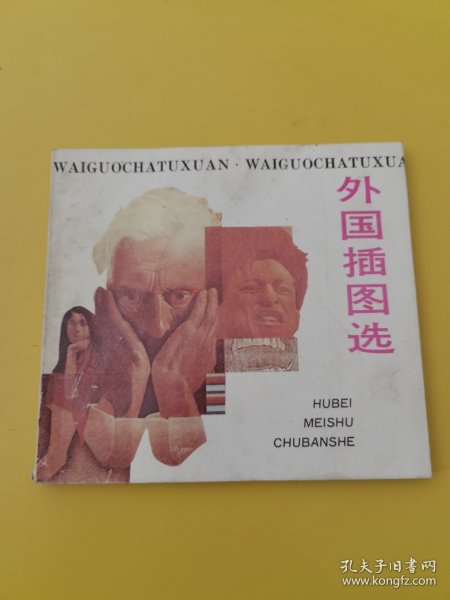 WAIGUOCHATUXUAN · WAIGUOCHATUXUA
外国插图选
HUBEI
MEISHU
CHUBANSHE
孔夫子旧书网
www.kongfz.com